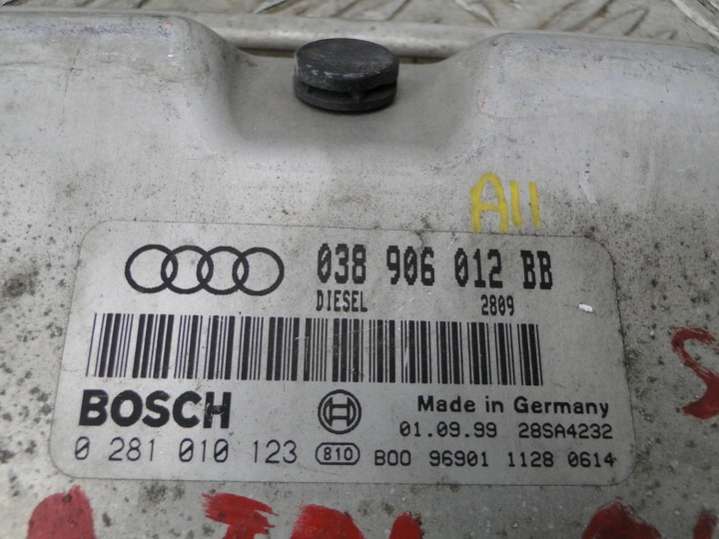 A11
038 906 012 BB
DIESEL 2809
BOSCH
Made in Germany
01.09.99 28SA4232
0 281 010 123 810 B00 96901 1128 0614